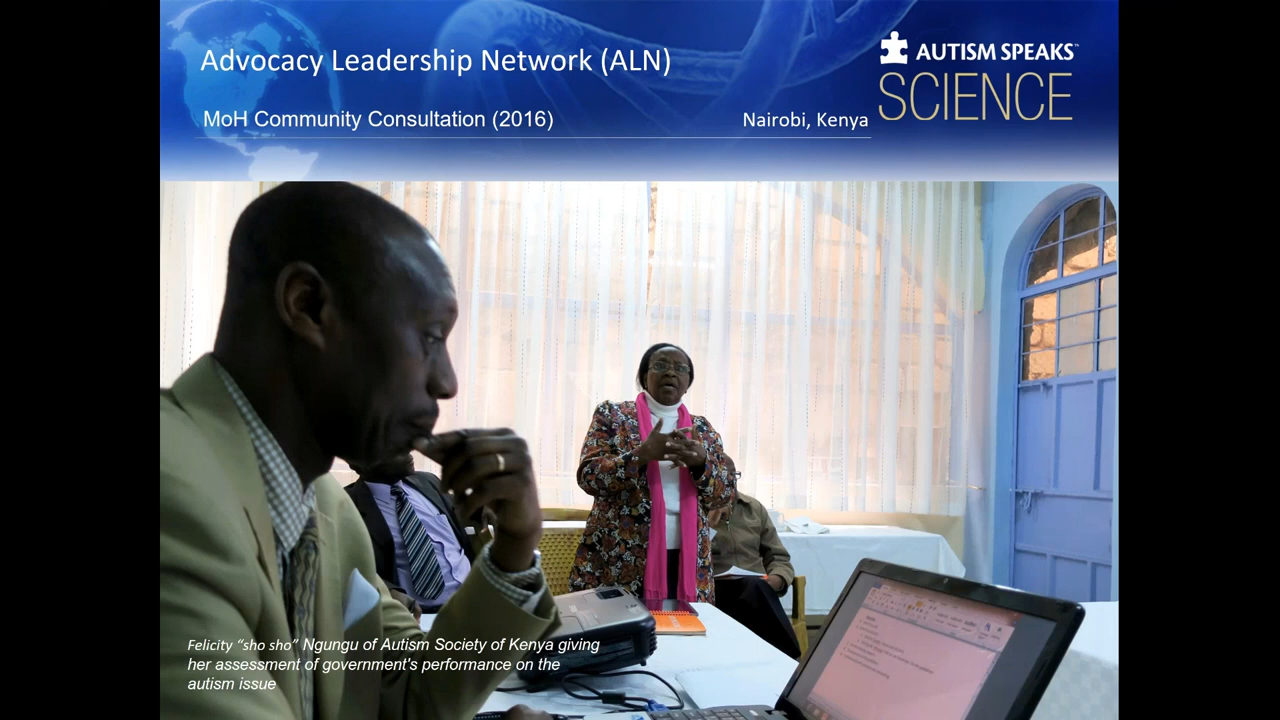 Advocacy Leadership Network (ALN)
MoH Community Consultation (2016)
Nairobi, Kenya
AUTISM SPEAKS™
SCIENCE
Felicity “sho sho” Ngungu of Autism Society of Kenya giving
her assessment of government's performance on the
autism issue